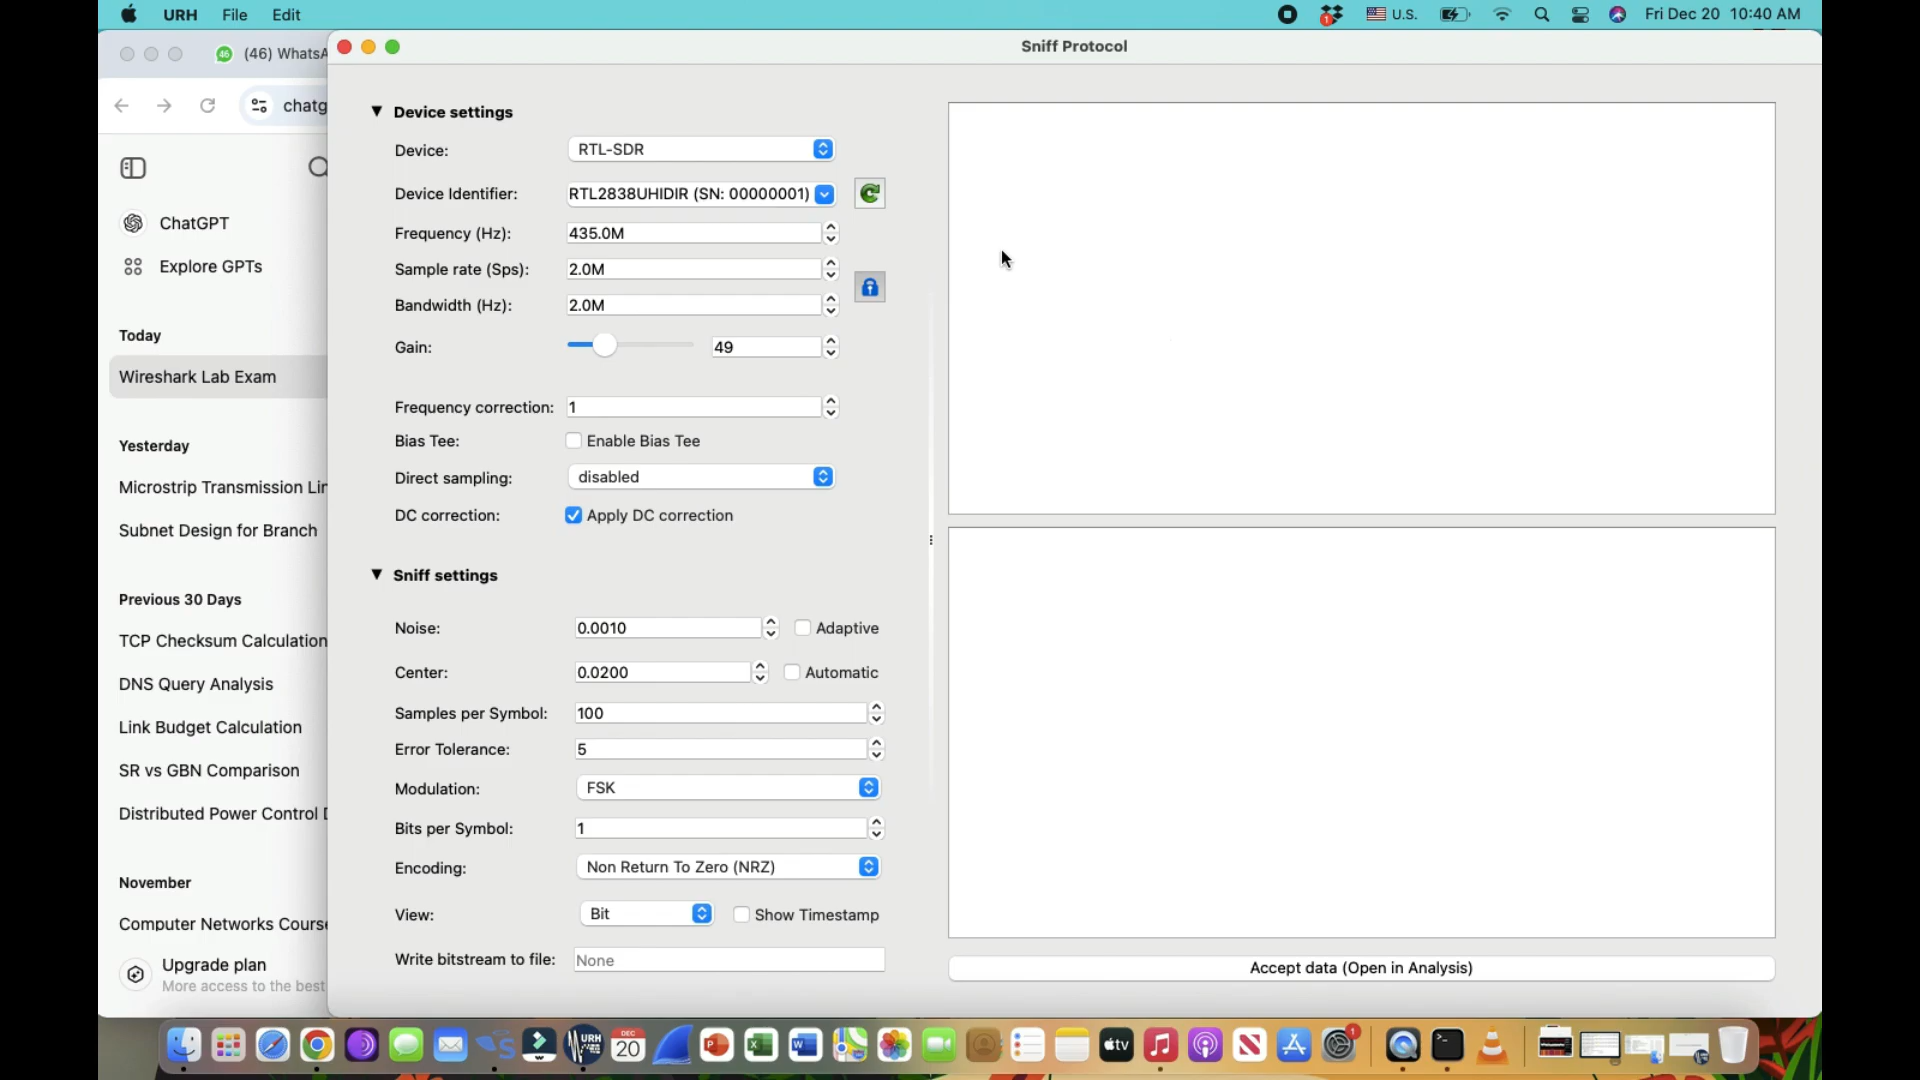 URH File Edit
U.S. Fri Dec 20 10:40 AM
46 (46) WhatsA
Sniff Protocol
chatg
ChatGPT
Explore GPTs
Today
Wireshark Lab Exam
Yesterday
Microstrip Transmission Lin
Subnet Design for Branch
Previous 30 Days
TCP Checksum Calculation
DNS Query Analysis
Link Budget Calculation
SR vs GBN Comparison
Distributed Power Control D
November
Computer Networks Course
Upgrade plan
More access to the best
Device settings
Device: RTL-SDR
Device Identifier: RTL2838UHIDIR (SN: 00000001)
Frequency (Hz): 435.0M
Sample rate (Sps): 2.0M
Bandwidth (Hz): 2.0M
Gain: 49
Frequency correction: 1
Bias Tee: Enable Bias Tee
Direct sampling: disabled
DC correction: Apply DC correction
Sniff settings
Noise: 0.0010 Adaptive
Center: 0.0200 Automatic
Samples per Symbol: 100
Error Tolerance: 5
Modulation: FSK
Bits per Symbol: 1
Encoding: Non Return To Zero (NRZ)
View: Bit Show Timestamp
Write bitstream to file: None
Accept data (Open in Analysis)
URH
DEC
20
tv
1